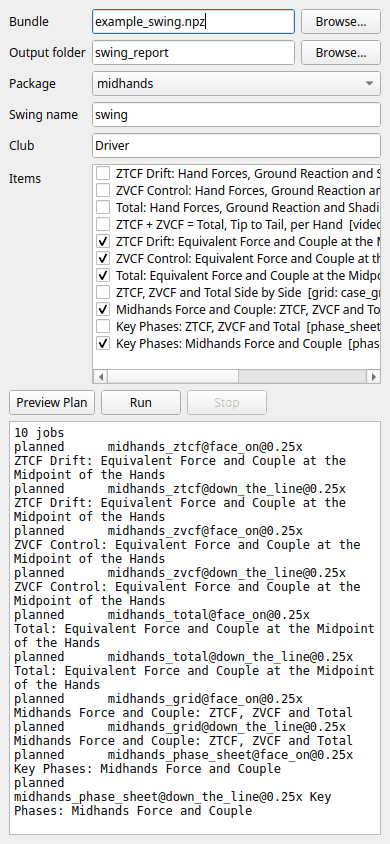 Bundle example_swing.npz Browse...
Output folder swing_report Browse...
Package midhands
Swing name swing
Club Driver
Items
ZTCF Drift: Hand Forces, Ground Reaction and S
ZVCF Control: Hand Forces, Ground Reaction ar
Total: Hand Forces, Ground Reaction and Shadi
ZTCF + ZVCF = Total, Tip to Tail, per Hand [videc
ZTCF Drift: Equivalent Force and Couple at the M
ZVCF Control: Equivalent Force and Couple at th
Total: Equivalent Force and Couple at the Midpo
ZTCF, ZVCF and Total Side by Side [grid: case_gr
Midhands Force and Couple: ZTCF, ZVCF and To
Key Phases: ZTCF, ZVCF and Total [phase_sheet
Key Phases: Midhands Force and Couple [phas
Preview Plan Run Stop
10 jobs
planned midhands_ztcf@face_on@0.25x
ZTCF Drift: Equivalent Force and Couple at the
Midpoint of the Hands
planned midhands_ztcf@down_the_line@0.25x
ZTCF Drift: Equivalent Force and Couple at the
Midpoint of the Hands
planned midhands_zvcf@face_on@0.25x
ZVCF Control: Equivalent Force and Couple at the
Midpoint of the Hands
planned midhands_zvcf@down_the_line@0.25x
ZVCF Control: Equivalent Force and Couple at the
Midpoint of the Hands
planned midhands_total@face_on@0.25x
Total: Equivalent Force and Couple at the Midpoint
of the Hands
planned midhands_total@down_the_line@0.25x
Total: Equivalent Force and Couple at the Midpoint
of the Hands
planned midhands_grid@face_on@0.25x
Midhands Force and Couple: ZTCF, ZVCF and Total
planned midhands_grid@down_the_line@0.25x
Midhands Force and Couple: ZTCF, ZVCF and Total
planned midhands_phase_sheet@face_on@0.25x
Key Phases: Midhands Force and Couple
planned
midhands_phase_sheet@down_the_line@0.25x Key
Phases: Midhands Force and Couple